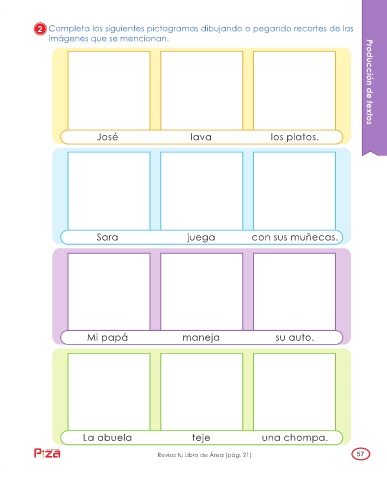 2 Completa los siguientes pictogramas dibujando o pegando recortes de las
imágenes que se mencionan.
Producción de textos
José lava los platos.
Sara juega con sus muñecas.
Mi papá maneja su auto.
La abuela teje una chompa.
Piza
Revisa tu Libro de Área (pág. 21)
57